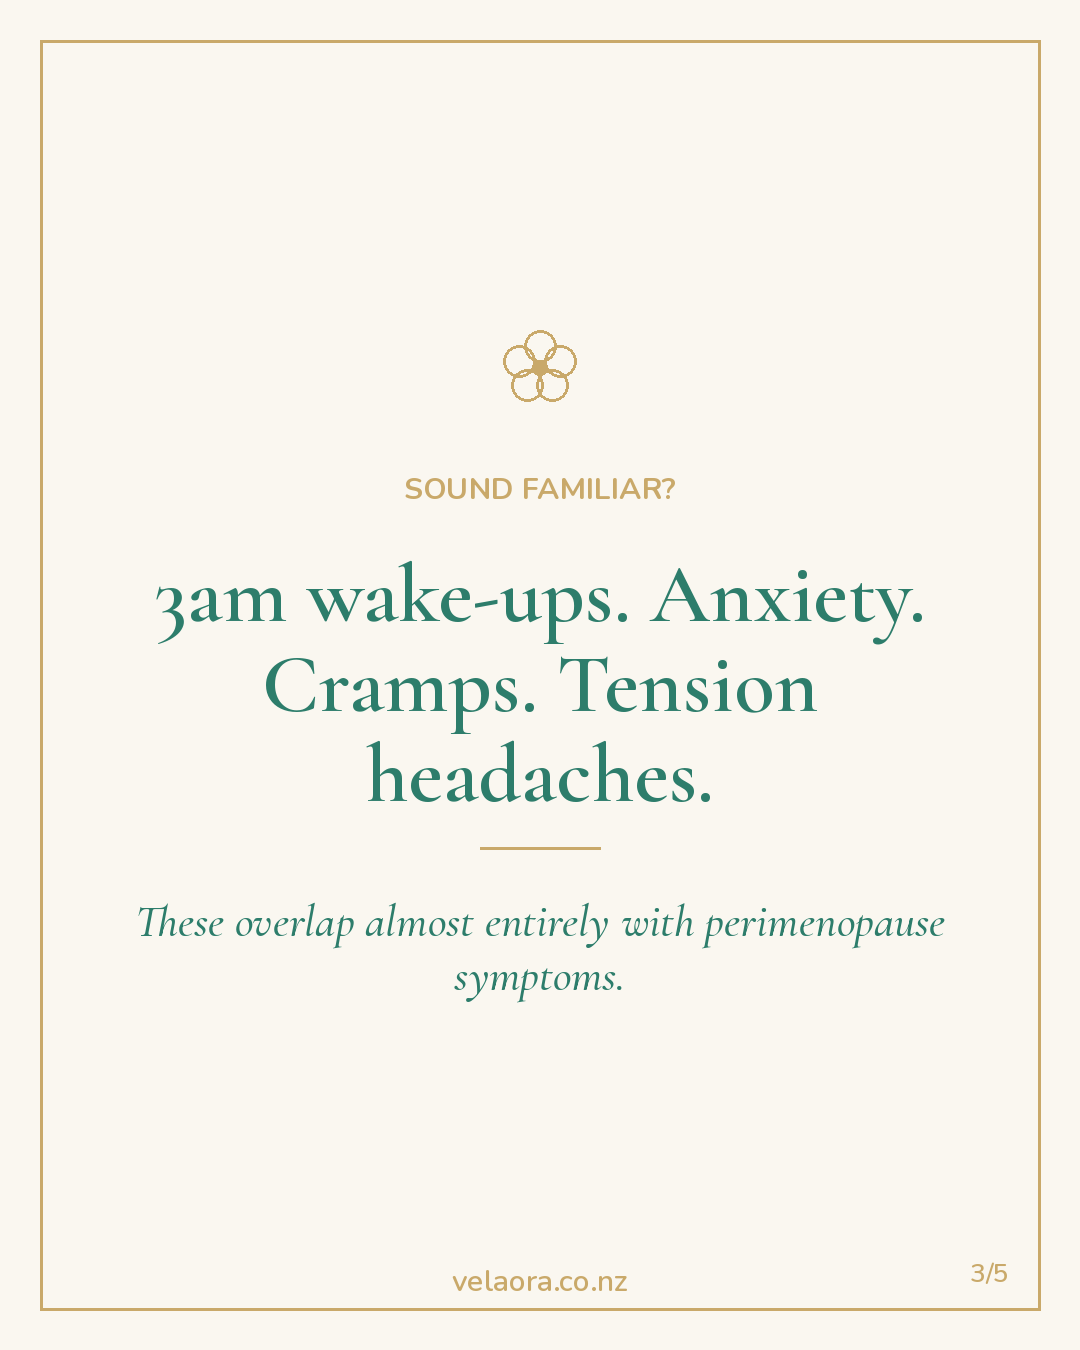 SOUND FAMILIAR?
3am wake-ups. Anxiety.
Cramps. Tension
headaches.
These overlap almost entirely with perimenopause
symptoms.
velaora.co.nz
3/5